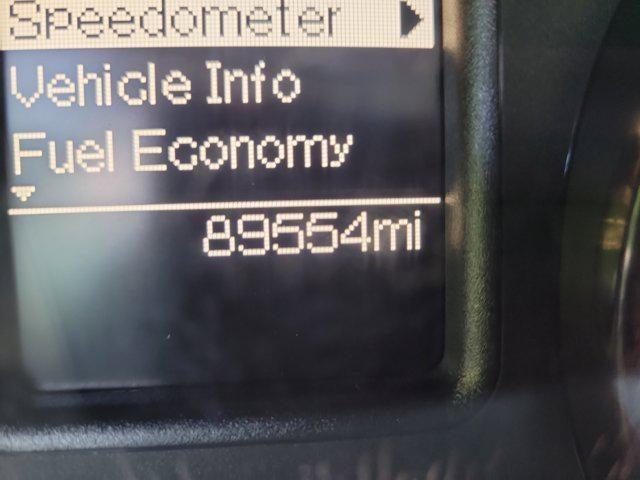 Speedometer
Vehicle Info
Fuel Economy
89554mi